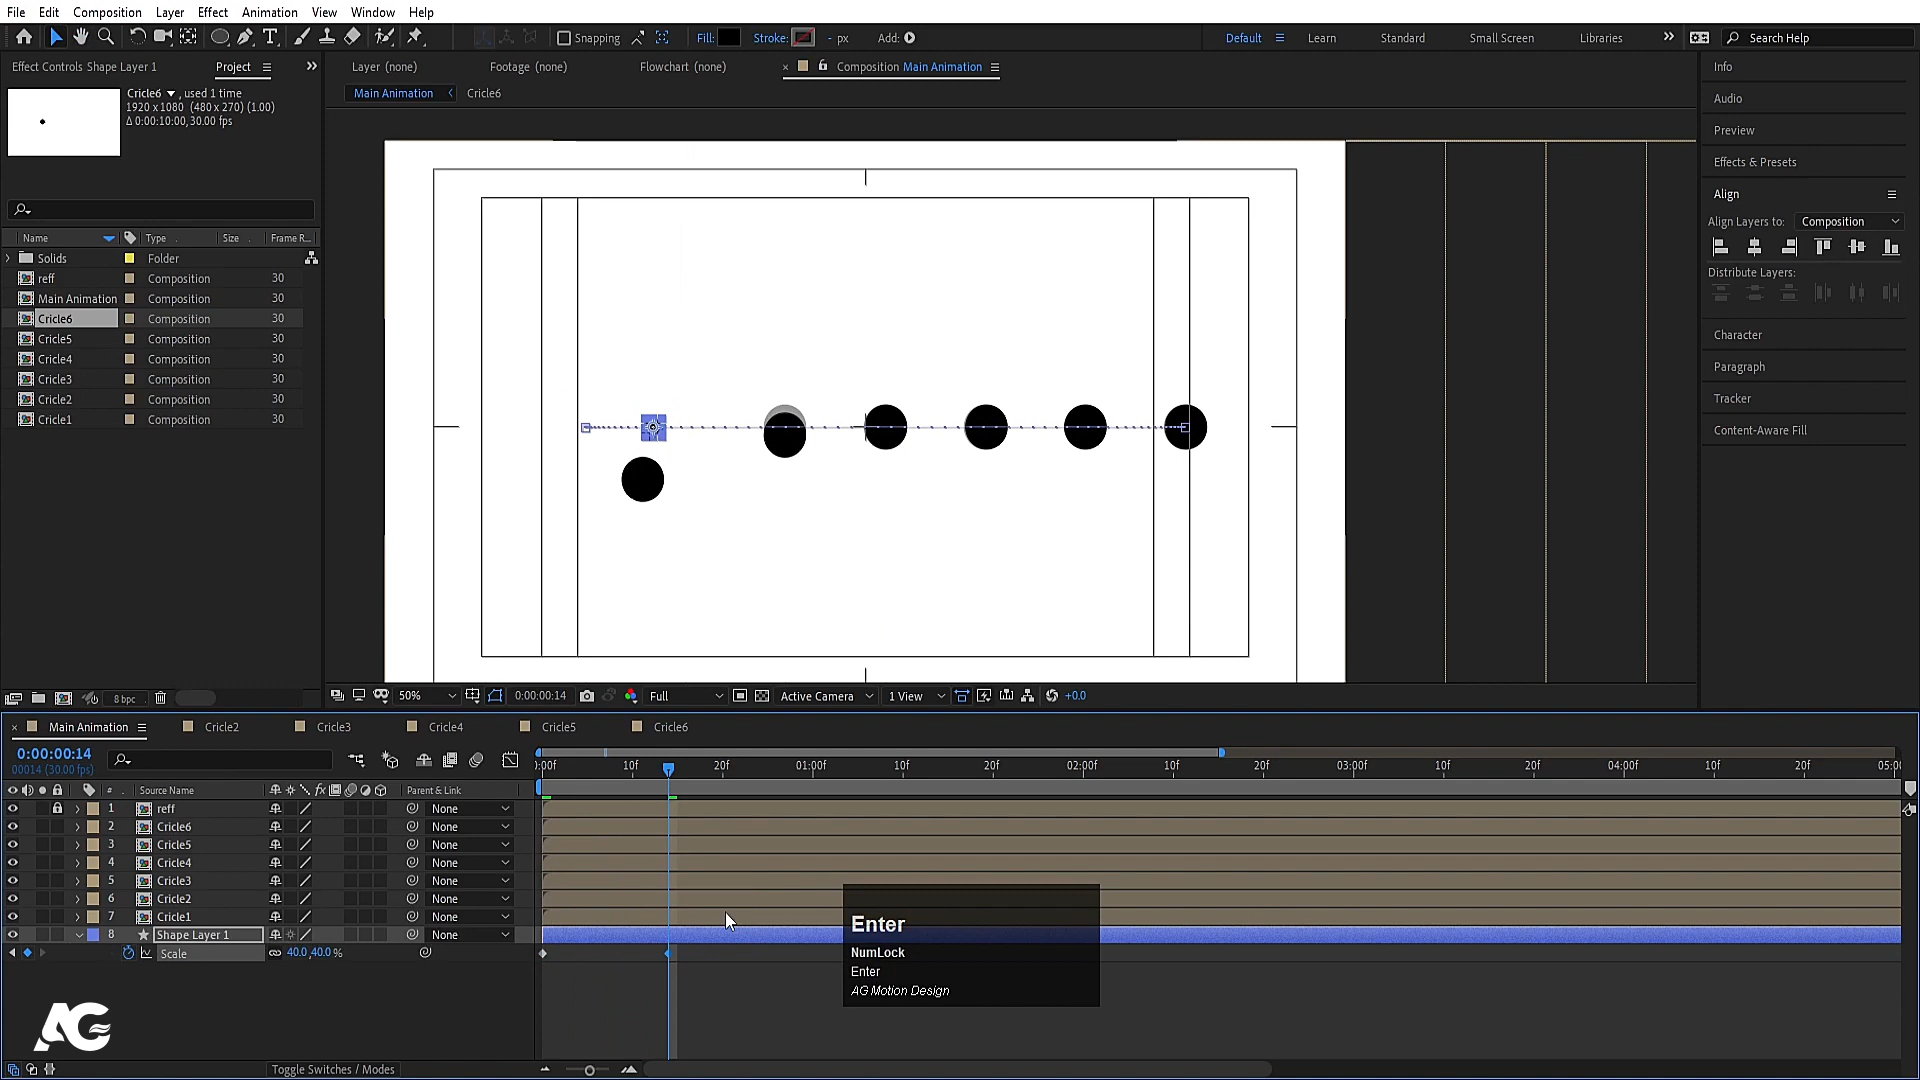 File Edit Composition Layer Effect Animation View Window Help
Snapping Fill: Stroke: - px Add: Default Learn Standard Small Screen Libraries Search Help
Effect Controls Shape Layer 1 Project
Layer (none) Footage (none) Flowchart (none) Composition Main Animation
Main Animation Cricle6
Cricle6 , used 1 time
1920 x 1080 (480 x 270) (1.00)
Δ 0:00:10:00, 30.00 fps
Name Type Size Frame R...
Solids Folder
reff Composition 30
Main Animation Composition 30
Cricle6 Composition 30
Cricle5 Composition 30
Cricle4 Composition 30
Cricle3 Composition 30
Cricle2 Composition 30
Cricle1 Composition 30
Info
Audio
Preview
Effects & Presets
Align
Align Layers to: Composition
Distribute Layers:
Character
Paragraph
Tracker
Content-Aware Fill
8 bpc
50% 0:00:00:14 Full Active Camera 1 View +0.0
Main Animation Cricle2 Cricle3 Cricle4 Cricle5 Cricle6
0:00:00:14
00014 (30.00 fps)
):00f 10f 20f 01:00f 10f 20f 02:00f 10f 20f 03:00f 10f 20f 04:00f 10f 20f 05:00
# Source Name fx Parent & Link
1 reff None
2 Cricle6 None
3 Cricle5 None
4 Cricle4 None
5 Cricle3 None
6 Cricle2 None
7 Cricle1 None
8 Shape Layer 1 None
Scale 40.0,40.0 %
Enter
NumLock
Enter
AG Motion Design
AG
Toggle Switches / Modes